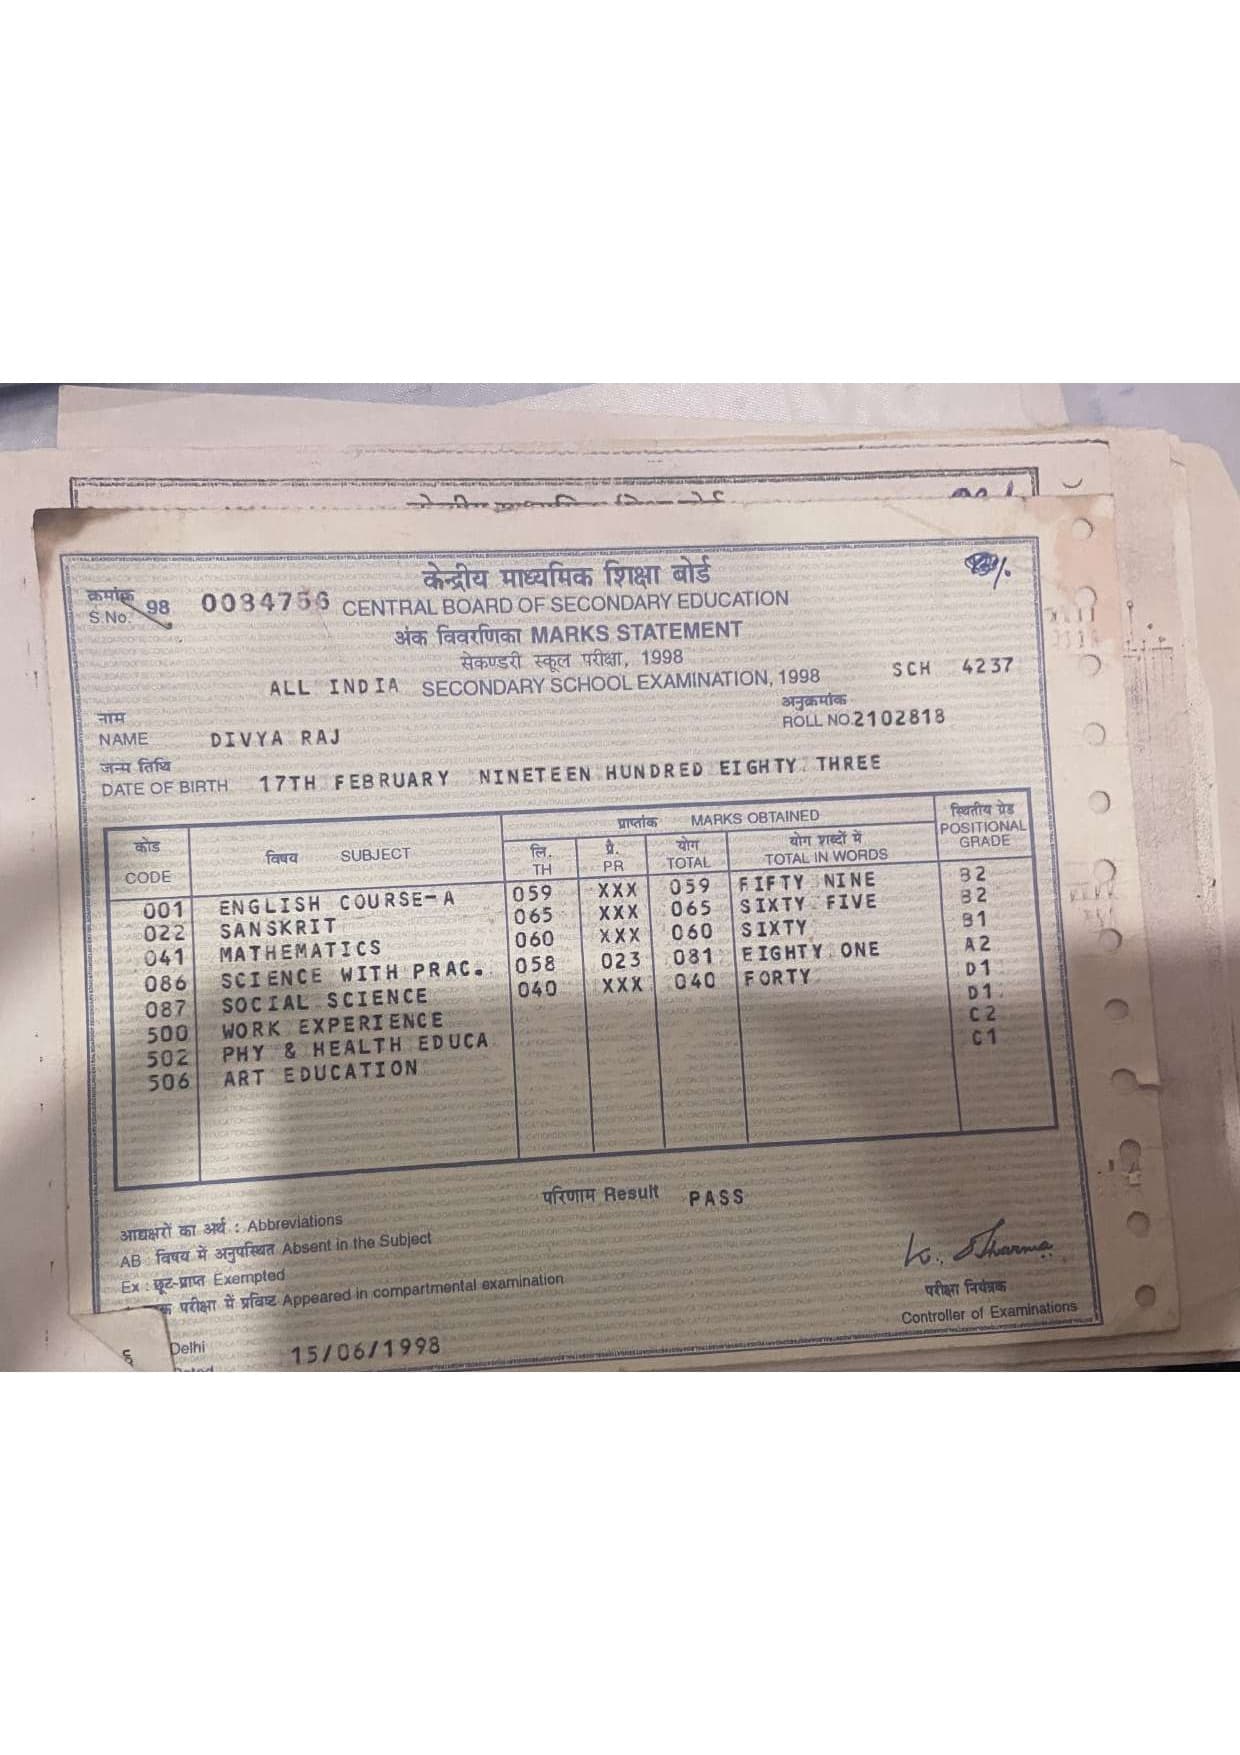 केन्द्रीय माध्यमिक शिक्षा बोर्ड
क्रमांक
S.No. 98 0034756 CENTRAL BOARD OF SECONDARY EDUCATION
अंक विवरणिका MARKS STATEMENT
सेकण्डरी स्कूल परीक्षा, 1998
ALL INDIA SECONDARY SCHOOL EXAMINATION, 1998 SCH 4237
नाम अनुक्रमांक
NAME DIVYA RAJ ROLL NO. 2102818
जन्म तिथि
DATE OF BIRTH 17TH FEBRUARY NINETEEN HUNDRED EIGHTY THREE
कोड विषय SUBJECT प्राप्तांक MARKS OBTAINED स्थितीय ग्रेड
CODE लि. प्रै. योग योग शब्दों में POSITIONAL
TH PR TOTAL TOTAL IN WORDS GRADE
001 ENGLISH COURSE-A 059 XXX 059 FIFTY NINE B2
022 SANSKRIT 065 XXX 065 SIXTY FIVE B2
041 MATHEMATICS 060 XXX 060 SIXTY B1
086 SCIENCE WITH PRAC. 058 023 081 EIGHTY ONE A2
087 SOCIAL SCIENCE 040 XXX 040 FORTY D1
500 WORK EXPERIENCE D1
502 PHY & HEALTH EDUCA C2
506 ART EDUCATION C1
परिणाम Result PASS
आद्यक्षरों का अर्थ : Abbreviations
AB : विषय में अनुपस्थित Absent in the Subject
Ex : छूट-प्राप्त Exempted
परीक्षा में प्रविष्ट Appeared in compartmental examination
K. Sharma
परीक्षा नियंत्रक
Controller of Examinations
Delhi
15/06/1998